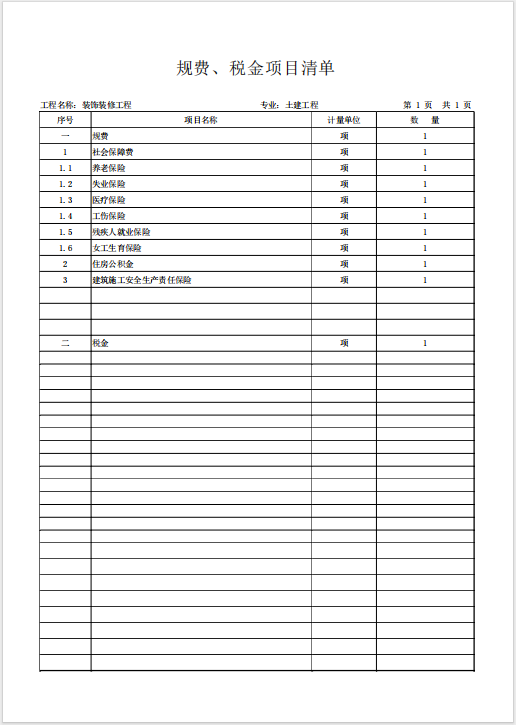 规费、税金项目清单
工程名称：装饰装修工程 专业：土建工程 第 1 页 共 1 页
序号 项目名称 计量单位 数 量
一 规费 项 1
1 社会保障费 项 1
1.1 养老保险 项 1
1.2 失业保险 项 1
1.3 医疗保险 项 1
1.4 工伤保险 项 1
1.5 残疾人就业保险 项 1
1.6 女工生育保险 项 1
2 住房公积金 项 1
3 建筑施工安全生产责任保险 项 1
二 税金 项 1